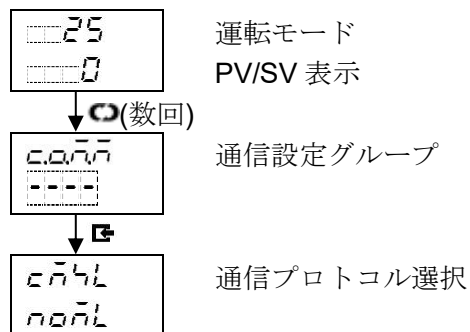 25 運転モード
0 PV/SV 表示
(数回)
c.o.m.m 通信設定グループ
----
cmSL 通信プロトコル選択
nomL